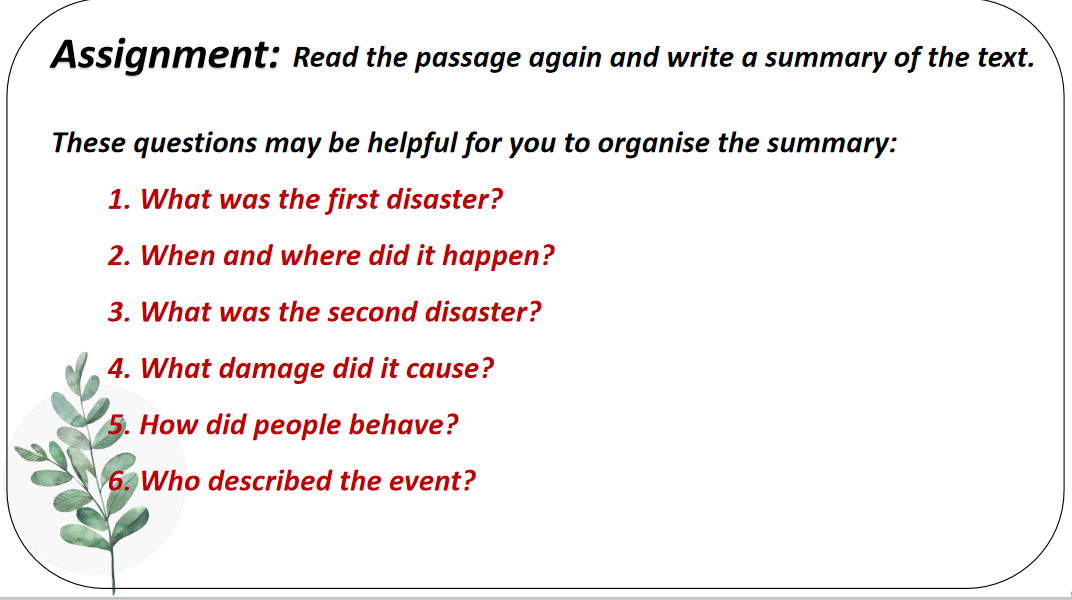 Assignment: Read the passage again and write a summary of the text.
These questions may be helpful for you to organise the summary:
1. What was the first disaster?
2. When and where did it happen?
3. What was the second disaster?
4. What damage did it cause?
5. How did people behave?
6. Who described the event?